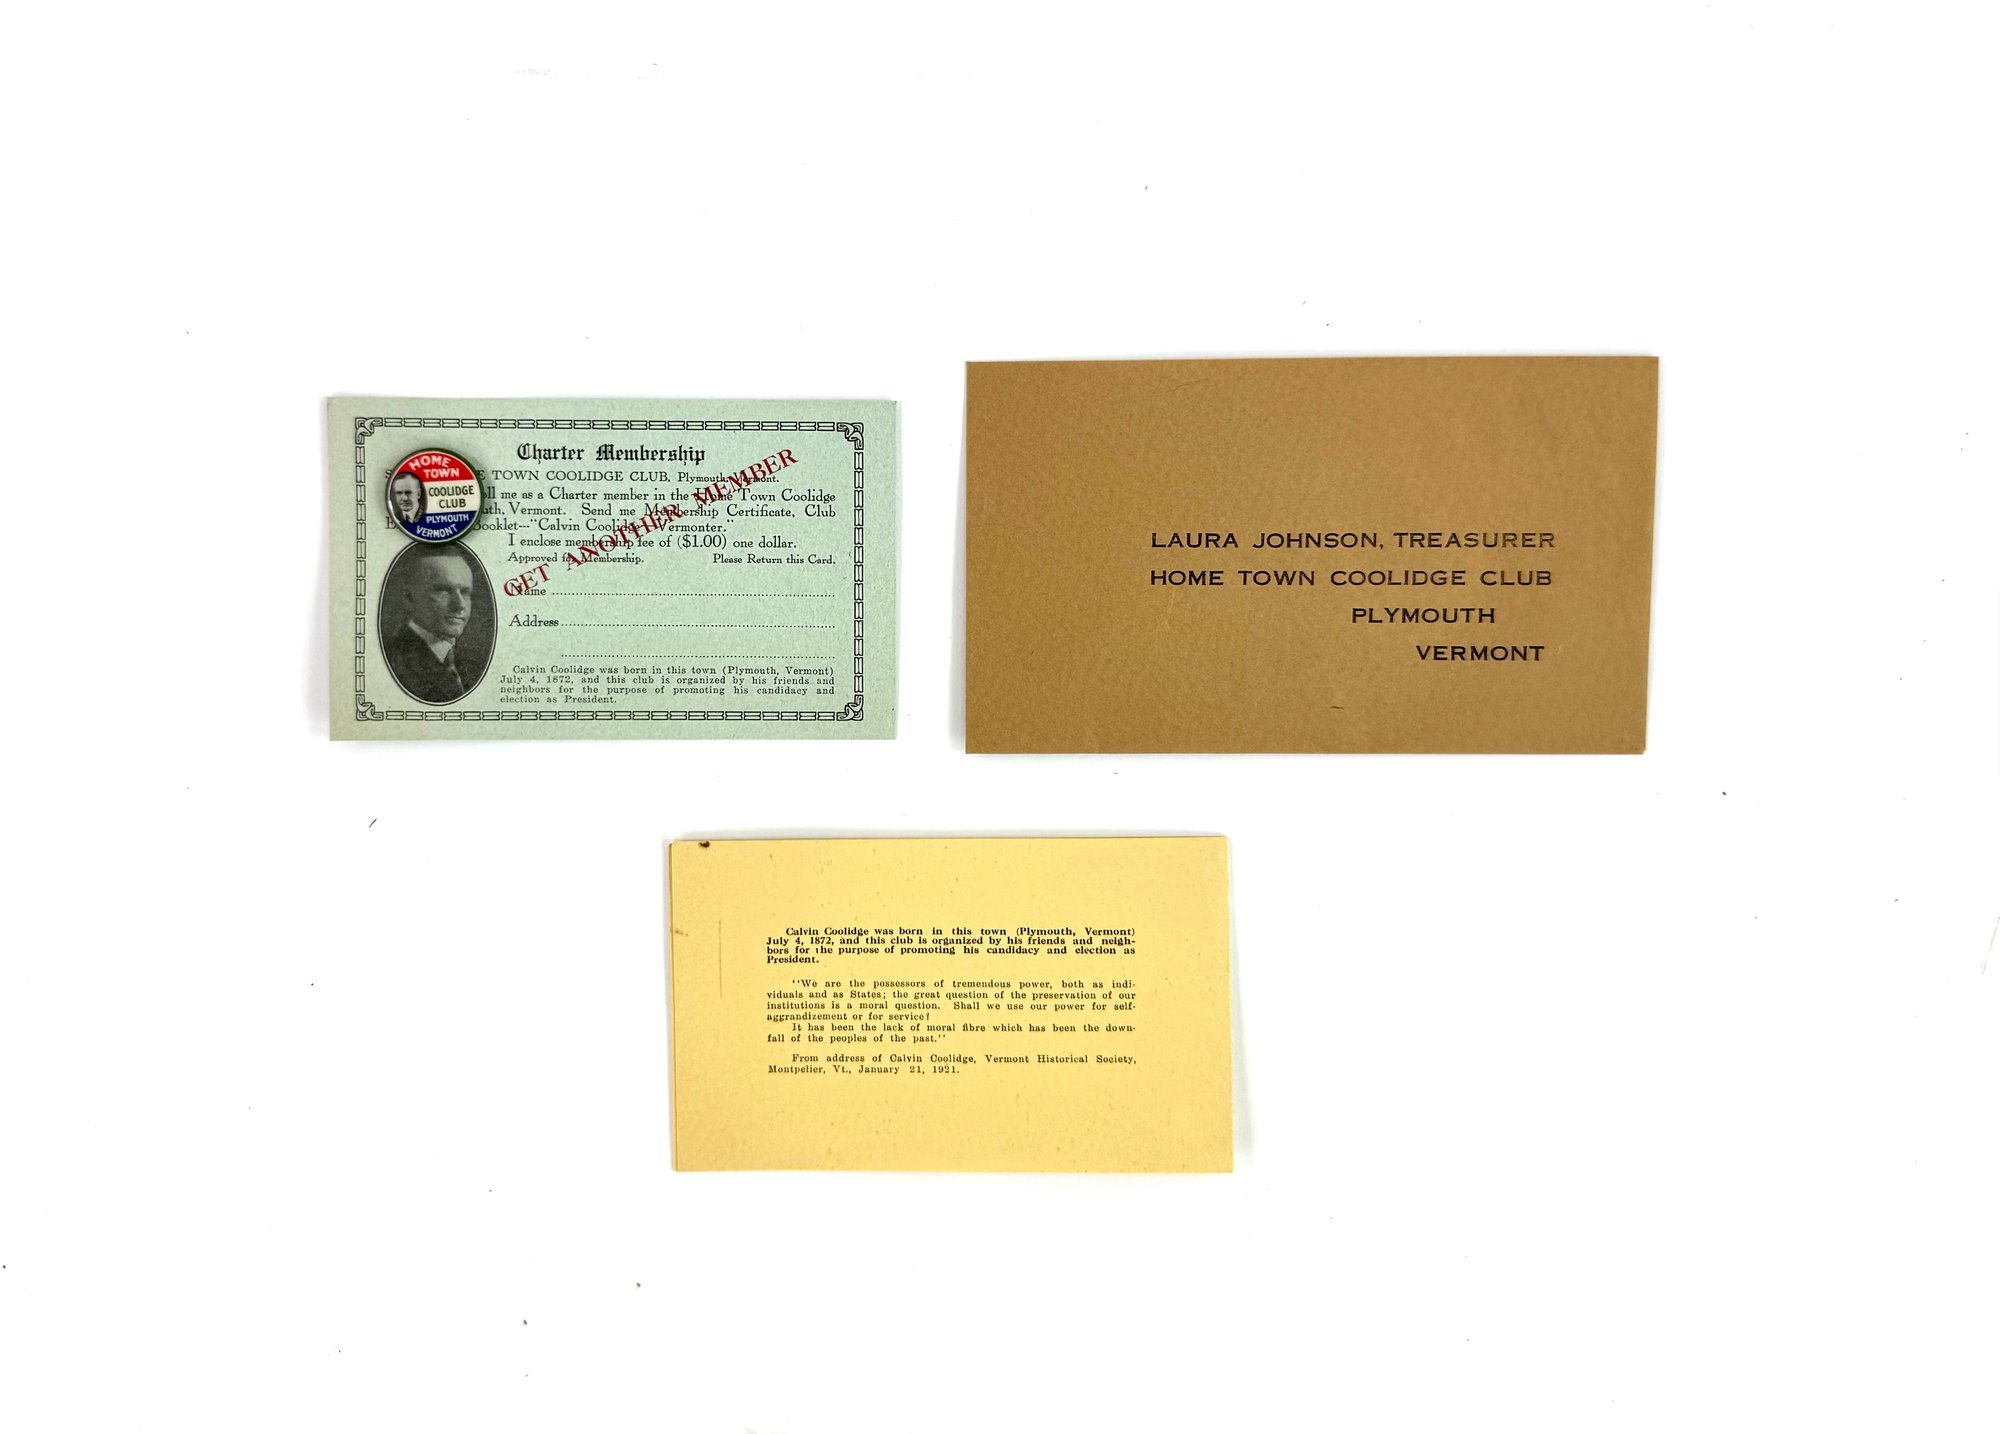 Charter Membership
TOWN COOLIDGE CLUB, Plymouth, Vermont.
me as a Charter member in the Home Town Coolidge
Vermont. Send me Membership Certificate, Club
"Calvin Coolidge Vermonter."
I enclose membership fee of ($1.00) one dollar.
Approved for Membership. Please Return this Card.
GET ANOTHER MEMBER
Name
Address
Calvin Coolidge was born in this town (Plymouth, Vermont)
July 4, 1872, and this club is organized by his friends and
neighbors for the purpose of promoting his candidacy and
election as President.
HOME
TOWN
COOLIDGE
CLUB
PLYMOUTH
VERMONT
LAURA JOHNSON, TREASURER
HOME TOWN COOLIDGE CLUB
PLYMOUTH
VERMONT
Calvin Coolidge was born in this town (Plymouth, Vermont)
July 4, 1872, and this club is organized by his friends and neigh-
bors for the purpose of promoting his candidacy and election as
President.
"We are the possessors of tremendous power, both as indi-
viduals and as States; the great question of the preservation of our
institutions is a moral question. Shall we use our power for self-
aggrandizement or for service?
It has been the lack of moral fibre which has been the down-
fall of the peoples of the past."
From address of Calvin Coolidge, Vermont Historical Society,
Montpelier, Vt., January 21, 1921.